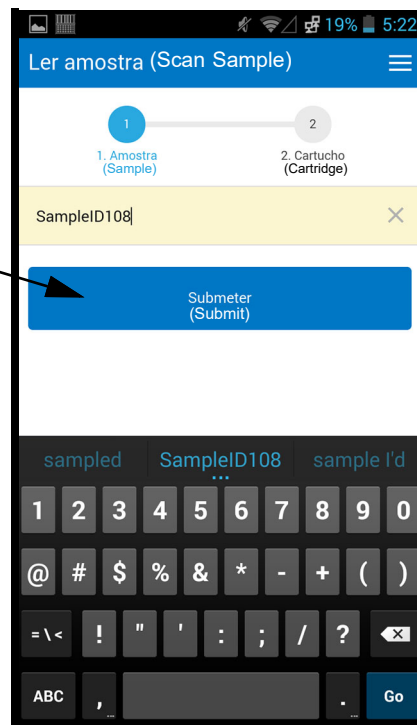 19% 5:22
Ler amostra (Scan Sample)
1 2
1. Amostra 2. Cartucho
(Sample) (Cartridge)
SampleID108
Submeter
(Submit)
sampled SampleID108 sample I'd
1 2 3 4 5 6 7 8 9 0
@ # $ % & * - + ( )
= \ < ! " ' : ; / ?
ABC , . Go